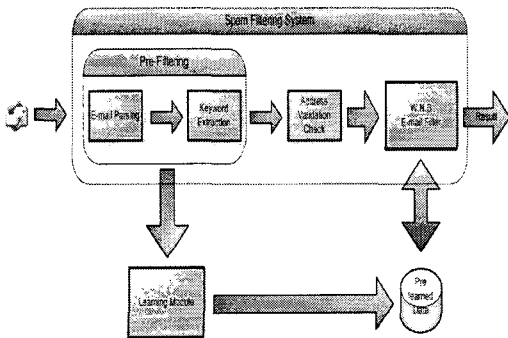 Spam Filtering System
Pre-Filtering
E-mail Parsing
Keyword
Extraction
Address
Validation
Check
W.N.B
E-mail Filter
Result
Learning Module
Pre
learned
Data